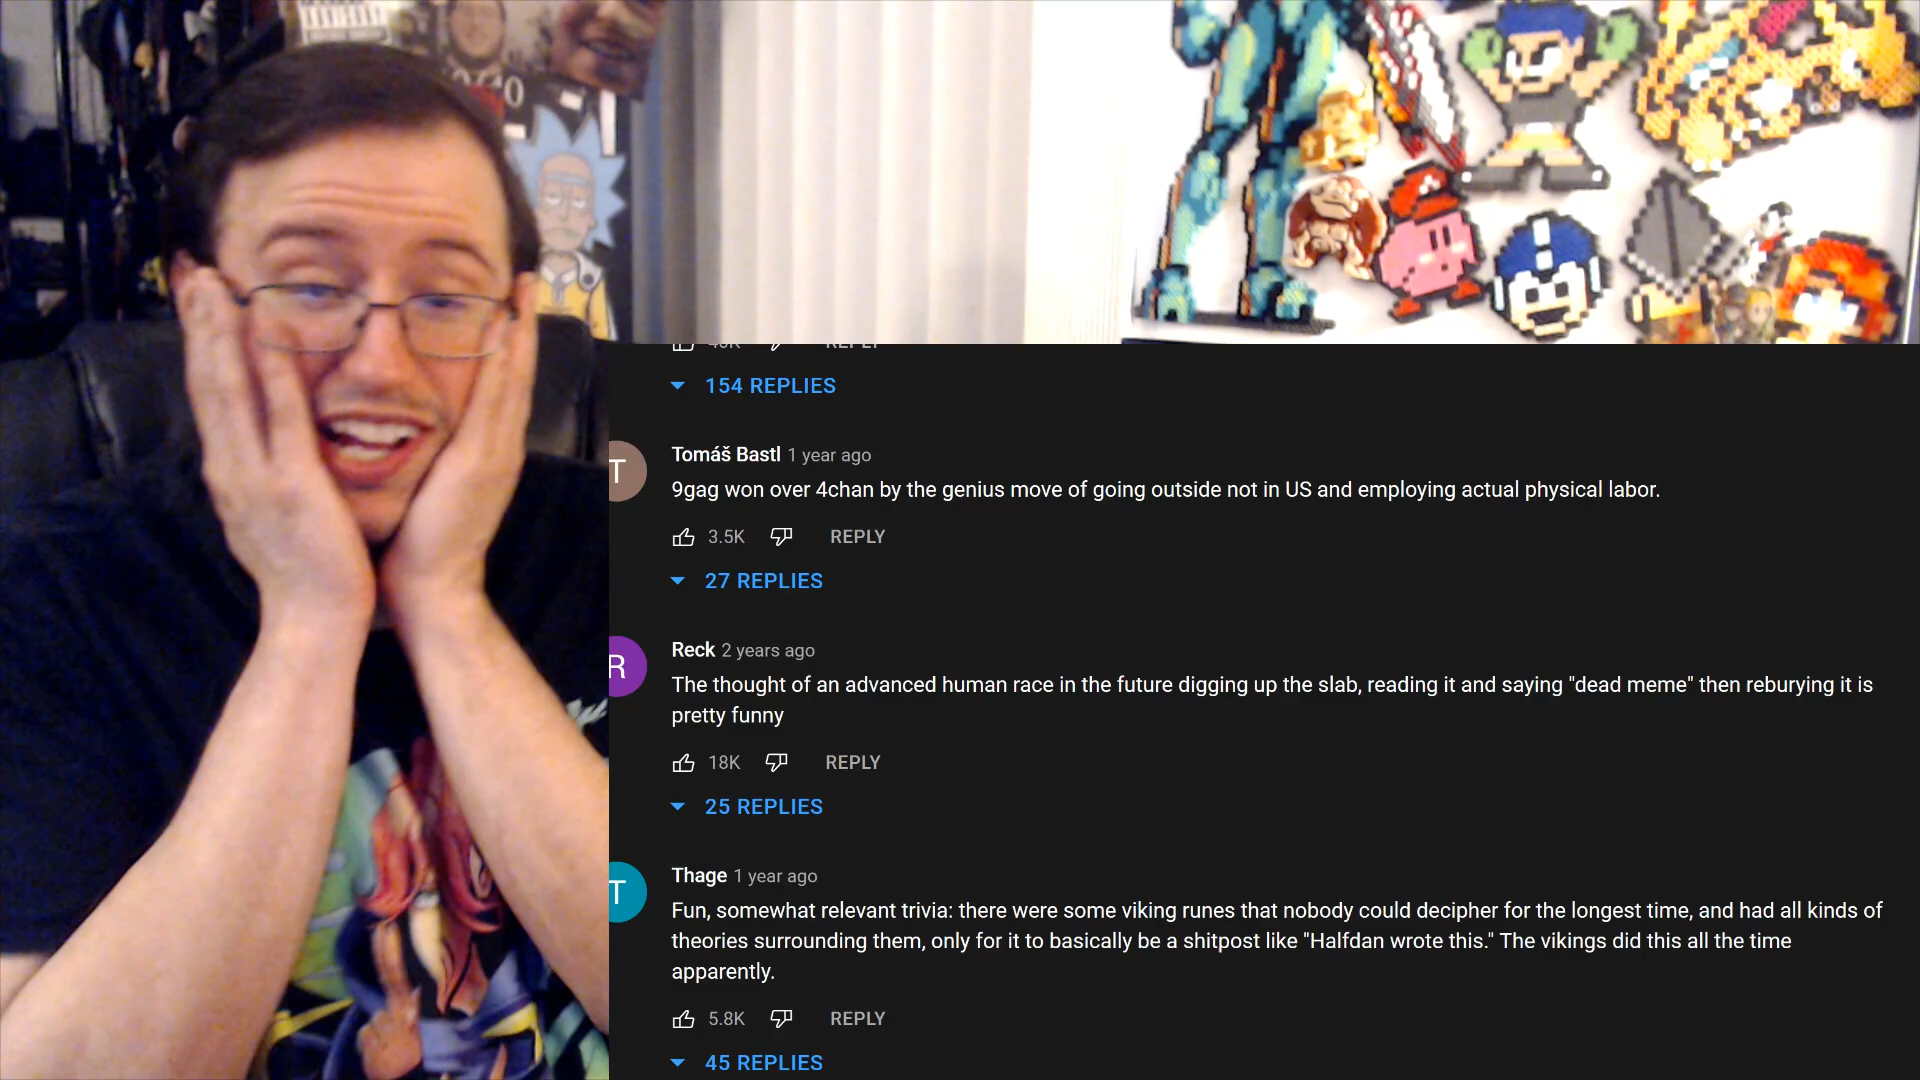 154 REPLIES
T
Tomáš Bastl 1 year ago
9gag won over 4chan by the genius move of going outside not in US and employing actual physical labor.
3.5K REPLY
27 REPLIES
R
Reck 2 years ago
The thought of an advanced human race in the future digging up the slab, reading it and saying "dead meme" then reburying it is
pretty funny
18K REPLY
25 REPLIES
T
Thage 1 year ago
Fun, somewhat relevant trivia: there were some viking runes that nobody could decipher for the longest time, and had all kinds of
theories surrounding them, only for it to basically be a shitpost like "Halfdan wrote this." The vikings did this all the time
apparently.
5.8K REPLY
45 REPLIES